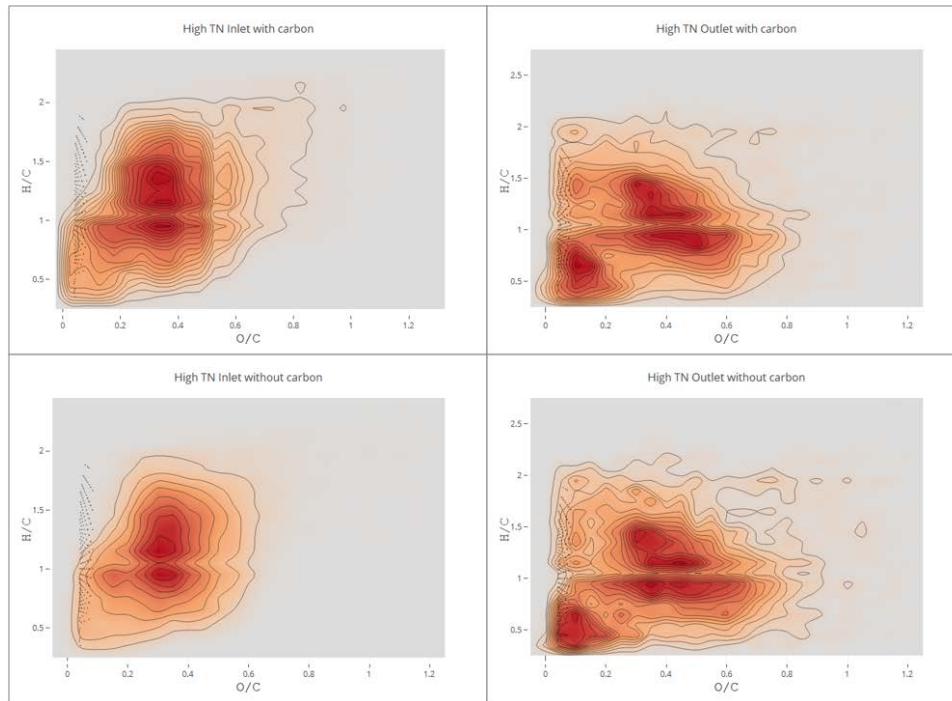 High TN Inlet with carbon
2
1.5
1
0.5
H/C
0 0.2 0.4 0.6 0.8 1 1.2
O/C
High TN Outlet with carbon
2.5
2
1.5
1
0.5
H/C
0 0.2 0.4 0.6 0.8 1 1.2
O/C
High TN Inlet without carbon
2
1.5
1
0.5
H/C
0 0.2 0.4 0.6 0.8 1 1.2
O/C
High TN Outlet without carbon
2.5
2
1.5
1
0.5
H/C
0 0.2 0.4 0.6 0.8 1 1.2
O/C